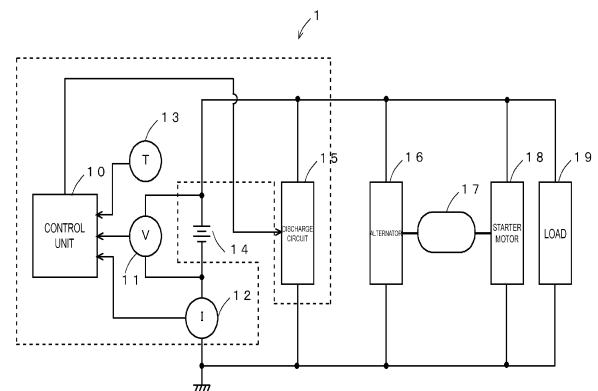 1
13
T
10
CONTROL
UNIT
V
11
14
12
I
15
DISCHARGE
CIRCUIT
16
ALTERNATOR
17
18
STARTER
MOTOR
19
LOAD